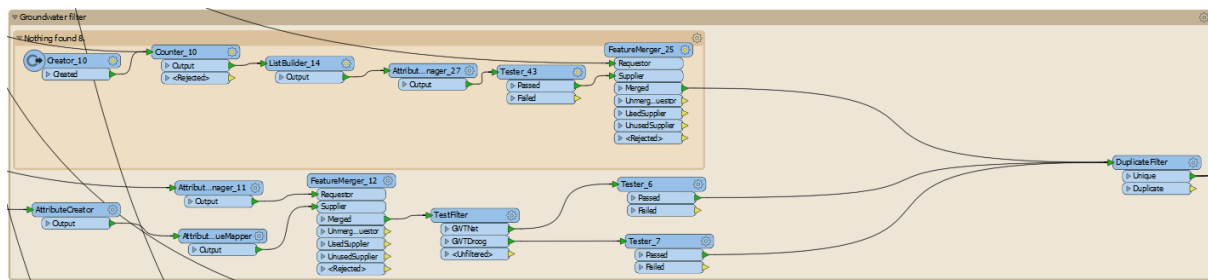 Groundwater filter
Nothing found 8.
Creator_10
Created
Counter_10
Output
<Rejected>
ListBuilder_14
Output
Attribut...nager_27
Output
Tester_43
Passed
Failed
FeatureMerger_25
Requestor
Supplier
Merged
Unmerg...uestor
UsedSupplier
UnusedSupplier
<Rejected>
AttributeCreator
Output
Attribut...nager_11
Output
Attribut...ueMapper
Output
FeatureMerger_12
Requestor
Supplier
Merged
Unmerg...uestor
UsedSupplier
UnusedSupplier
<Rejected>
TestFilter
GWTNat
GWTDroog
<Unfiltered>
Tester_6
Passed
Failed
Tester_7
Passed
Failed
DuplicateFilter
Unique
Duplicate